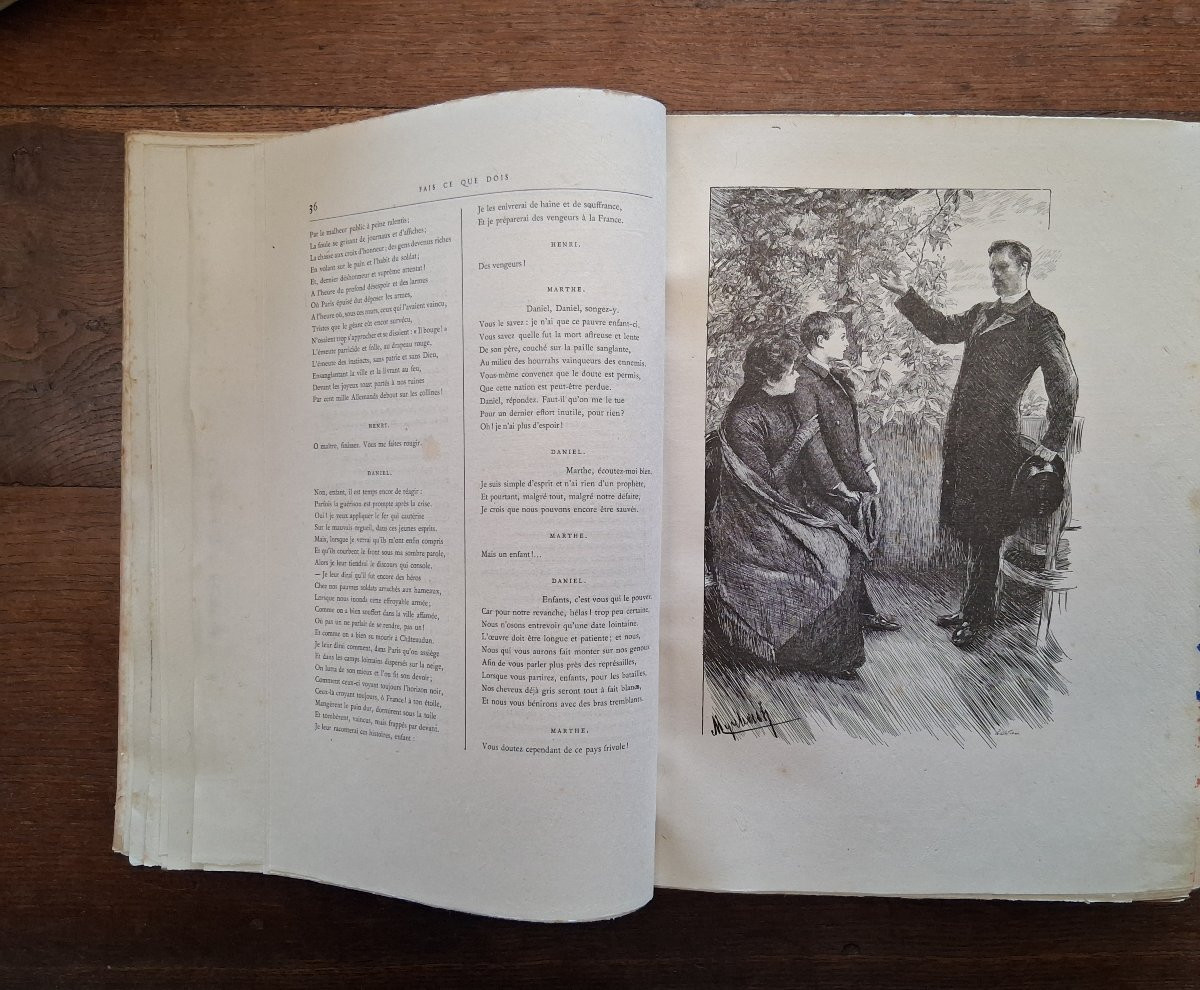 FAIS CE QUE DOIS
36
Par le malheur public à peine ralentis;
La foule se grisant de journaux et d'affiches;
La chasse aux croix d'honneur; des gens devenus riches
En volant sur le pain et l'habit du soldat;
Et, dernier déshonneur et suprême attentat!
A l'heure du profond désespoir et des larmes
Où Paris épuisé dut déposer les armes,
A l'heure où, sous ces murs, ceux qui l'avaient vaincu,
Tristes que le géant eût encor survécu,
N'osaient trop s'approcher et se disaient: « Il bouge! »
L'émeute parricide et folle, au drapeau rouge,
L'émeute des instincts, sans patrie et sans Dieu,
Ensanglantant la ville et la livrant au feu,
Devant les joyeux toasts portés à nos ruines
Par cent mille Allemands debout sur les collines!
HENRI.
O maître, finissez. Vous me faites rougir.
DANIEL.
Non, enfant, il est temps encor de réagir:
Parfois la guérison est prompte après la crise.
Oui! je veux appliquer le fer qui cautérise
Sur le mauvais orgueil, dans ces jeunes esprits.
Mais, lorsque je verrai qu'ils m'ont enfin compris
Et qu'ils courbent le front sous ma sombre parole,
Alors je leur tiendrai le discours qui console.
— Je leur dirai qu'il fut encore des héros
Chez nos pauvres soldats arrachés aux hameaux,
Lorsque nous inonda cette effroyable armée;
Comme on a bien souffert dans la ville affamée,
Où pas un ne parlait de se rendre, pas un!
Et comme on a bien su mourir à Châteaudun.
Je leur dirai comment, dans Paris qu'on assiège
Et dans les camps lointains dispersés sur la neige,
On lutta de son mieux et l'on fit son devoir;
Comment ceux-ci voyant toujours l'horizon noir,
Ceux-là croyant toujours, ô France! à ton étoile,
Mangèrent le pain dur, dormirent sous la toile
Et tombèrent, vaincus, mais frappés par devant.
Je leur raconterai ces histoires, enfant:
Je les enivrerai de haine et de souffrance,
Et je préparerai des vengeurs à la France.
HENRI.
Des vengeurs!
MARTHE.
Daniel, Daniel, songez-y.
Vous le savez: je n'ai que ce pauvre enfant-ci,
Vous savez quelle fut la mort affreuse et lente
De son père, couché sur la paille sanglante,
Au milieu des hourrahs vainqueurs des ennemis.
Vous-même convenez que le doute est permis,
Que cette nation est peut-être perdue.
Daniel, répondez. Faut-il qu'on me le tue
Pour un dernier effort inutile, pour rien?
Oh! je n'ai plus d'espoir!
DANIEL.
Marthe, écoutez-moi bien.
Je suis simple d'esprit et n'ai rien d'un prophète,
Et pourtant, malgré tout, malgré notre défaite,
Je crois que nous pouvons encore être sauvés.
MARTHE.
Mais un enfant!...
DANIEL.
Enfants, c'est vous qui le pouvez.
Car pour notre revanche, hélas! trop peu certaine,
Nous n'osons entrevoir qu'une date lointaine.
L'œuvre doit être longue et patiente; et nous,
Nous qui vous aurons fait monter sur nos genoux
Afin de vous parler plus près des représailles,
Lorsque vous partirez, enfants, pour les batailles,
Nos cheveux déjà gris seront tout à fait blancs,
Et nous vous bénirons avec des bras tremblants.
MARTHE.
Vous doutez cependant de ce pays frivole!